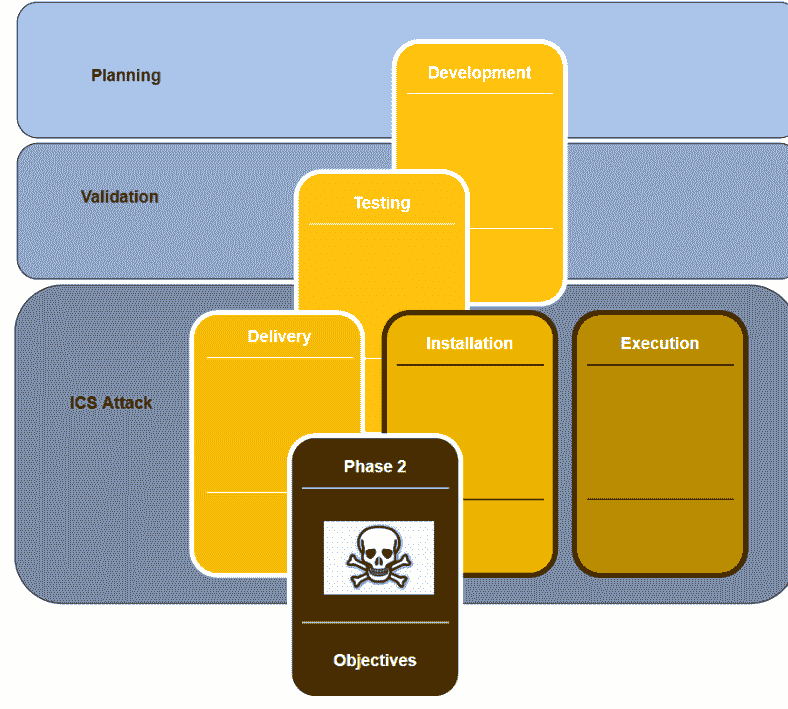 Planning
Development
Validation
Testing
Delivery
Installation
Execution
ICS Attack
Phase 2
Objectives